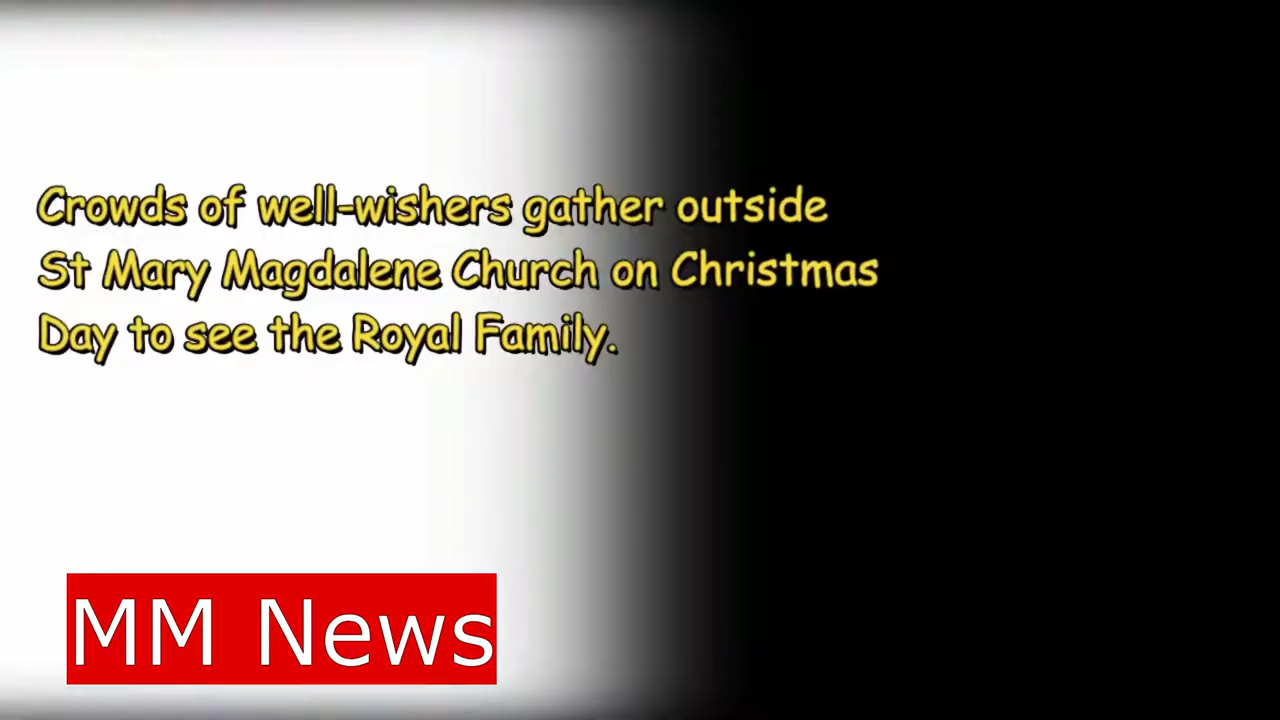 Crowds of well-wishers gather outside
St Mary Magdalene Church on Christmas
Day to see the Royal Family.
MM News